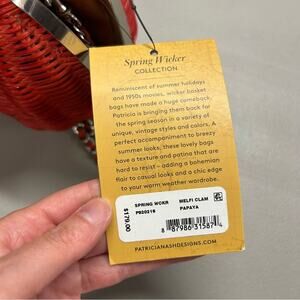 Spring Wicker
COLLECTION
Reminiscent of summer holidays
and 1950s movies, wicker basket
bags have made a huge comeback.
Patricia is bringing them back for
the spring season in a variety of
unique, vintage styles and colors. A
perfect accompaniment to breezy
summer looks, these lovely bags
have a texture and patina that are
hard to resist – adding a bohemian
flair to casual looks and a chic edge
to your warm weather wardrobe.
$179.00
SPRING WCKR MELFI CLAM
P920218 PAPAYA
8 87986 31587 4
PATRICIANASHDESIGNS.COM